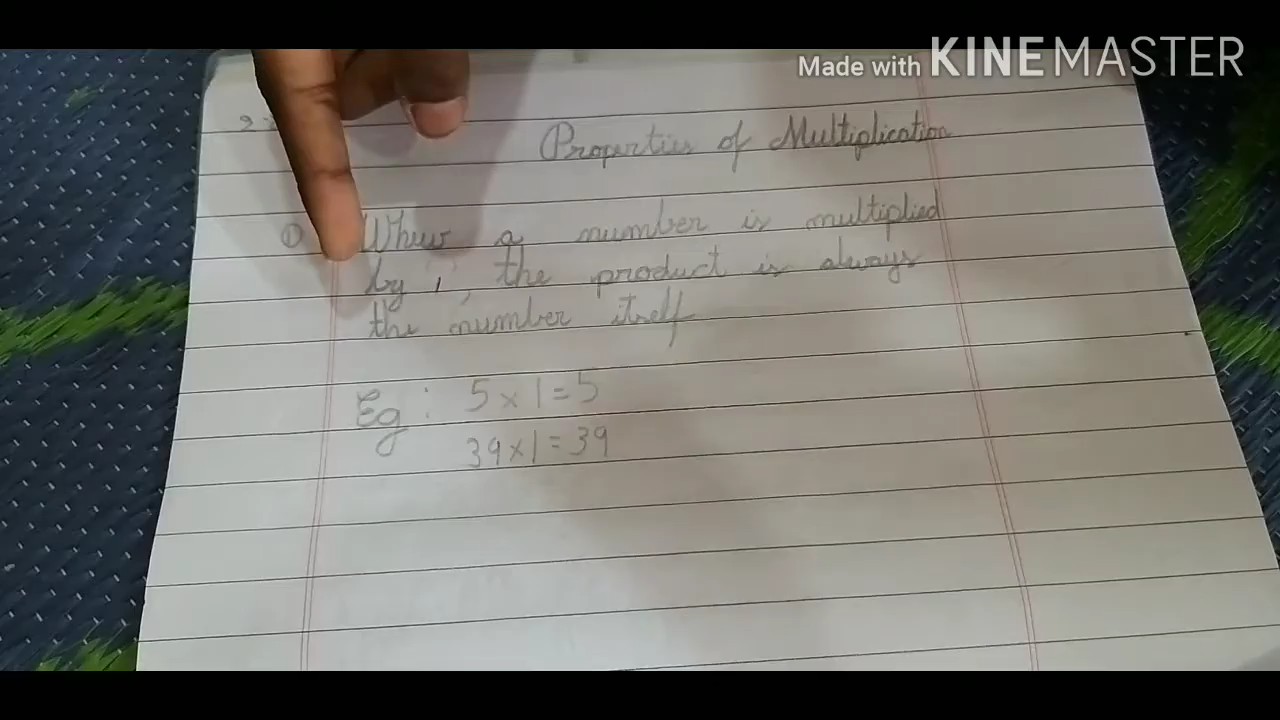 Made with KINEMASTER
Properties of Multiplication
① When a number is multiplied
by '1', the product is always
the number itself
Eg : 5 × 1 = 5
39 × 1 = 39